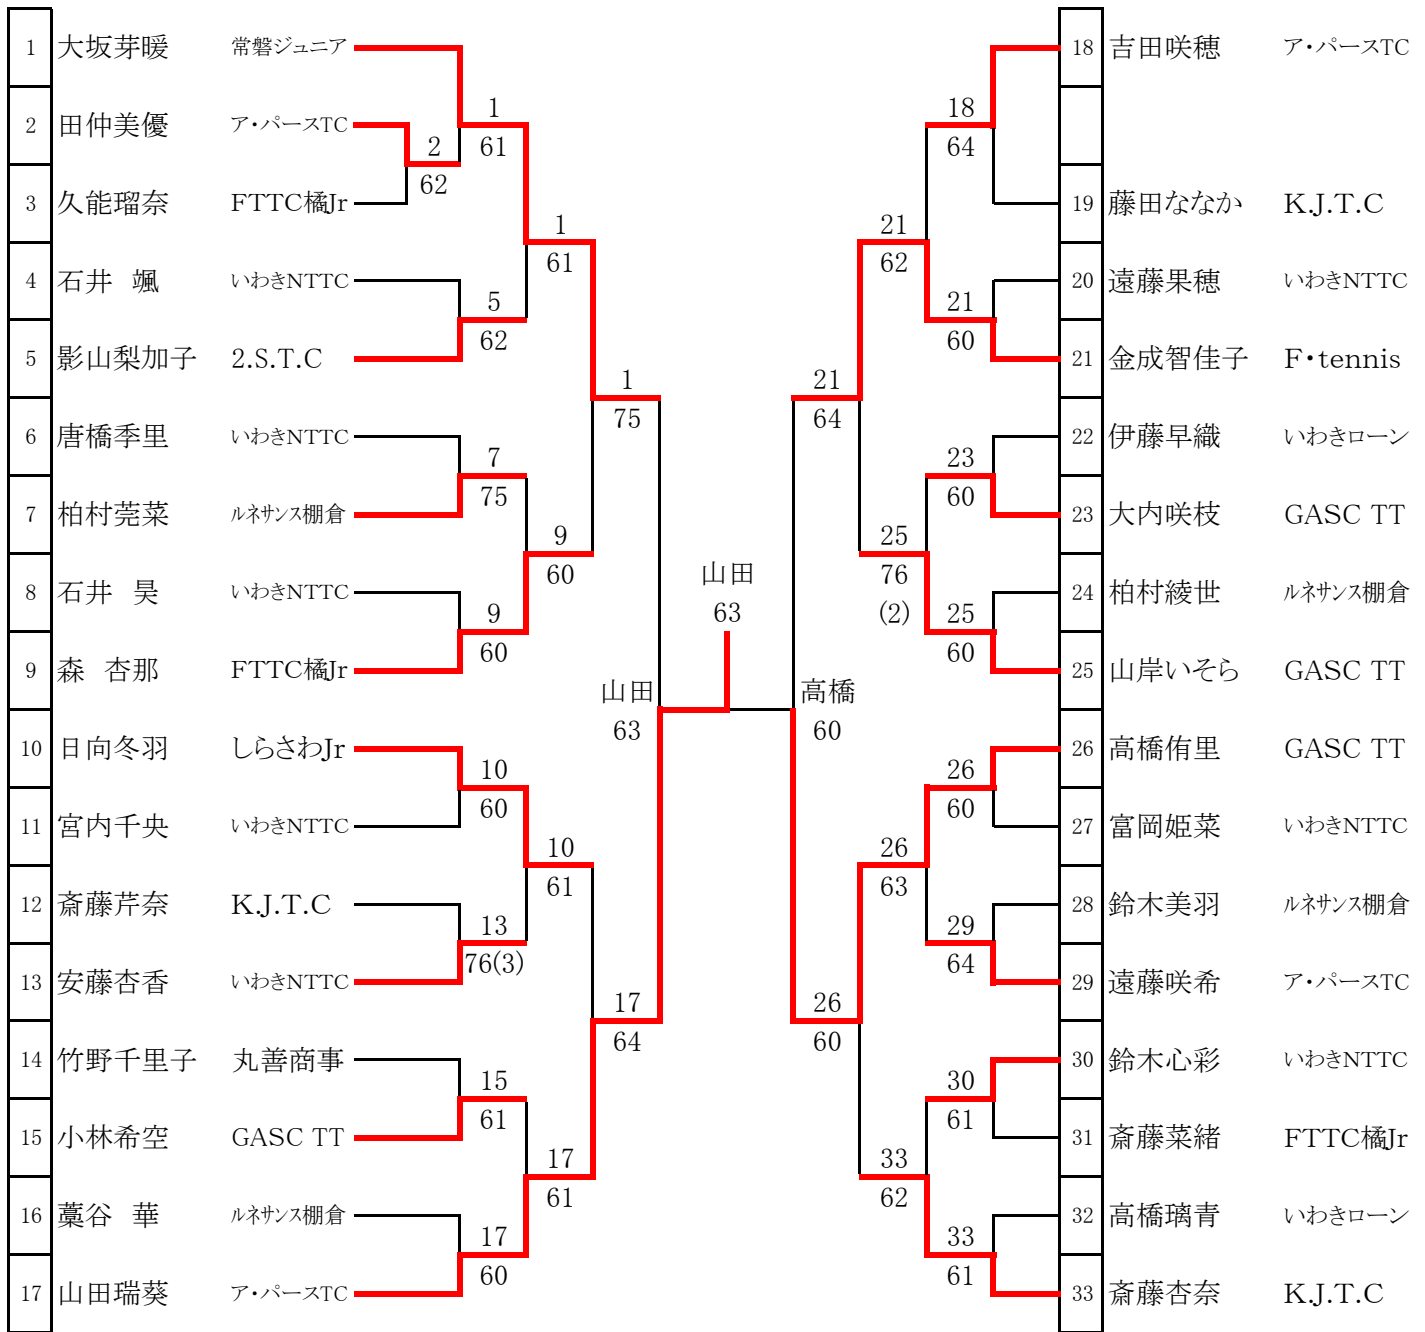 1 大坂芽暖 常磐ジュニア
2 田仲美優 ア・パースTC
3 久能瑠奈 FTTC橘Jr
4 石井 颯 いわきNTTC
5 影山梨加子 2.S.T.C
6 唐橋季里 いわきNTTC
7 柏村莞菜 ルネサンス棚倉
8 石井 昊 いわきNTTC
9 森 杏那 FTTC橘Jr
10 日向冬羽 しらさわJr
11 宮内千央 いわきNTTC
12 斎藤芹奈 K.J.T.C
13 安藤杏香 いわきNTTC
14 竹野千里子 丸善商事
15 小林希空 GASC TT
16 藁谷 華 ルネサンス棚倉
17 山田瑞葵 ア・パースTC
2
62
1
61
5
62
7
75
9
60
10
60
13
76(3)
15
61
17
60
1
61
9
60
10
61
17
61
1
75
17
64
山田
63
山田
63
高橋
60
21
64
26
60
21
62
25
76
(2)
26
63
33
62
18
64
21
60
23
60
25
60
26
60
29
64
30
61
33
61
18 吉田咲穂 ア・パースTC
19 藤田ななか K.J.T.C
20 遠藤果穂 いわきNTTC
21 金成智佳子 F・tennis
22 伊藤早織 いわきローン
23 大内咲枝 GASC TT
24 柏村綾世 ルネサンス棚倉
25 山岸いそら GASC TT
26 高橋侑里 GASC TT
27 富岡姫菜 いわきNTTC
28 鈴木美羽 ルネサンス棚倉
29 遠藤咲希 ア・パースTC
30 鈴木心彩 いわきNTTC
31 斎藤菜緒 FTTC橘Jr
32 高橋璃青 いわきローン
33 斎藤杏奈 K.J.T.C